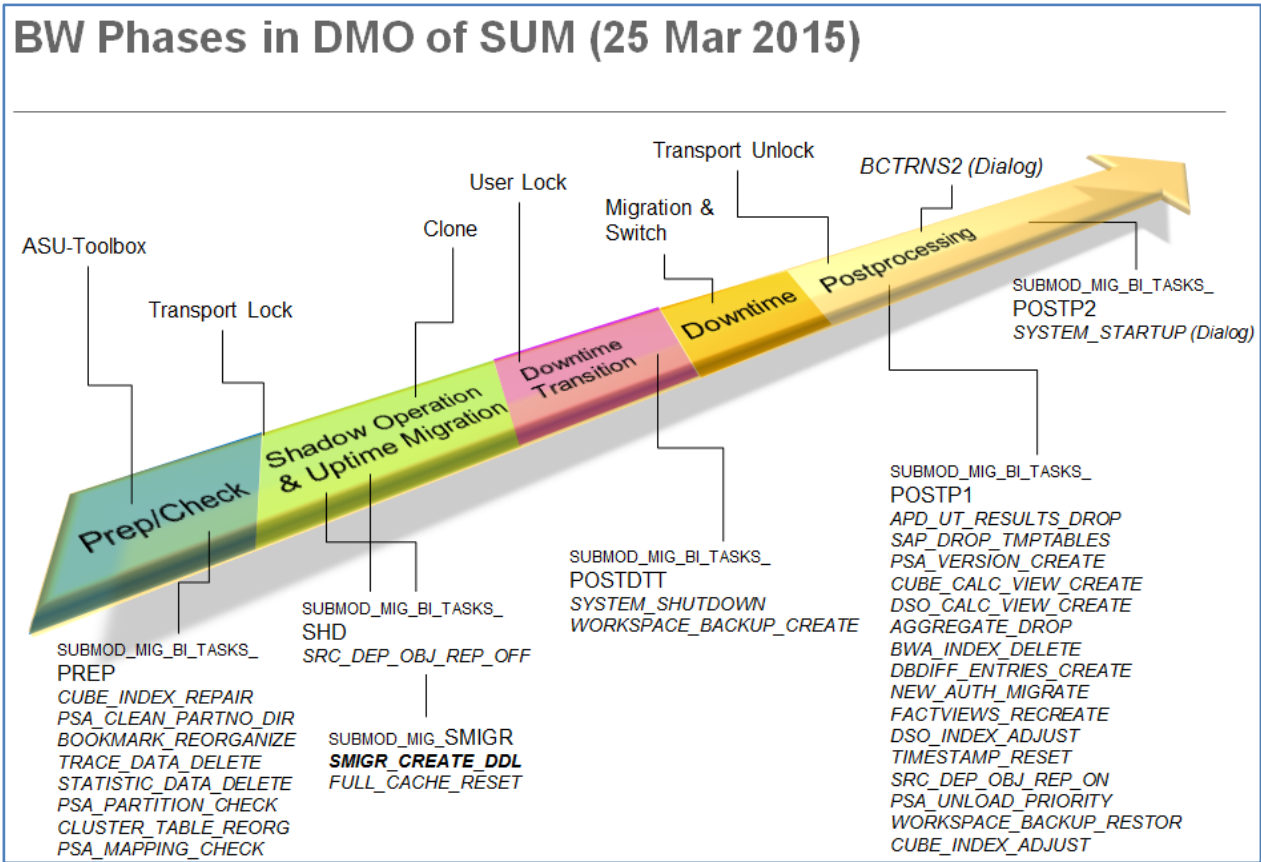 BW Phases in DMO of SUM (25 Mar 2015)
ASU-Toolbox
Transport Lock
Clone
User Lock
Migration &
Switch
Transport Unlock
BCTRNS2 (Dialog)
Prep/Check
Shadow Operation
& Uptime Migration
Downtime
Transition
Downtime
Postprocessing
SUBMOD_MIG_BI_TASKS_
PREP
CUBE_INDEX_REPAIR
PSA_CLEAN_PARTNO_DIR
BOOKMARK_REORGANIZE
TRACE_DATA_DELETE
STATISTIC_DATA_DELETE
PSA_PARTITION_CHECK
CLUSTER_TABLE_REORG
PSA_MAPPING_CHECK
SUBMOD_MIG_BI_TASKS_
SHD
SRC_DEP_OBJ_REP_OFF
SUBMOD_MIG_SMIGR
SMIGR_CREATE_DDL
FULL_CACHE_RESET
SUBMOD_MIG_BI_TASKS_
POSTDTT
SYSTEM_SHUTDOWN
WORKSPACE_BACKUP_CREATE
SUBMOD_MIG_BI_TASKS_
POSTP1
APD_UT_RESULTS_DROP
SAP_DROP_TMPTABLES
PSA_VERSION_CREATE
CUBE_CALC_VIEW_CREATE
DSO_CALC_VIEW_CREATE
AGGREGATE_DROP
BWA_INDEX_DELETE
DBDIFF_ENTRIES_CREATE
NEW_AUTH_MIGRATE
FACTVIEWS_RECREATE
DSO_INDEX_ADJUST
TIMESTAMP_RESET
SRC_DEP_OBJ_REP_ON
PSA_UNLOAD_PRIORITY
WORKSPACE_BACKUP_RESTOR
CUBE_INDEX_ADJUST
SUBMOD_MIG_BI_TASKS_
POSTP2
SYSTEM_STARTUP (Dialog)